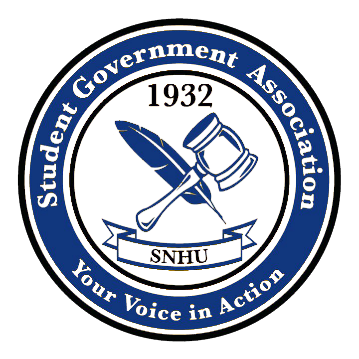 Student Government Association
1932
SNHU
Your Voice in Action